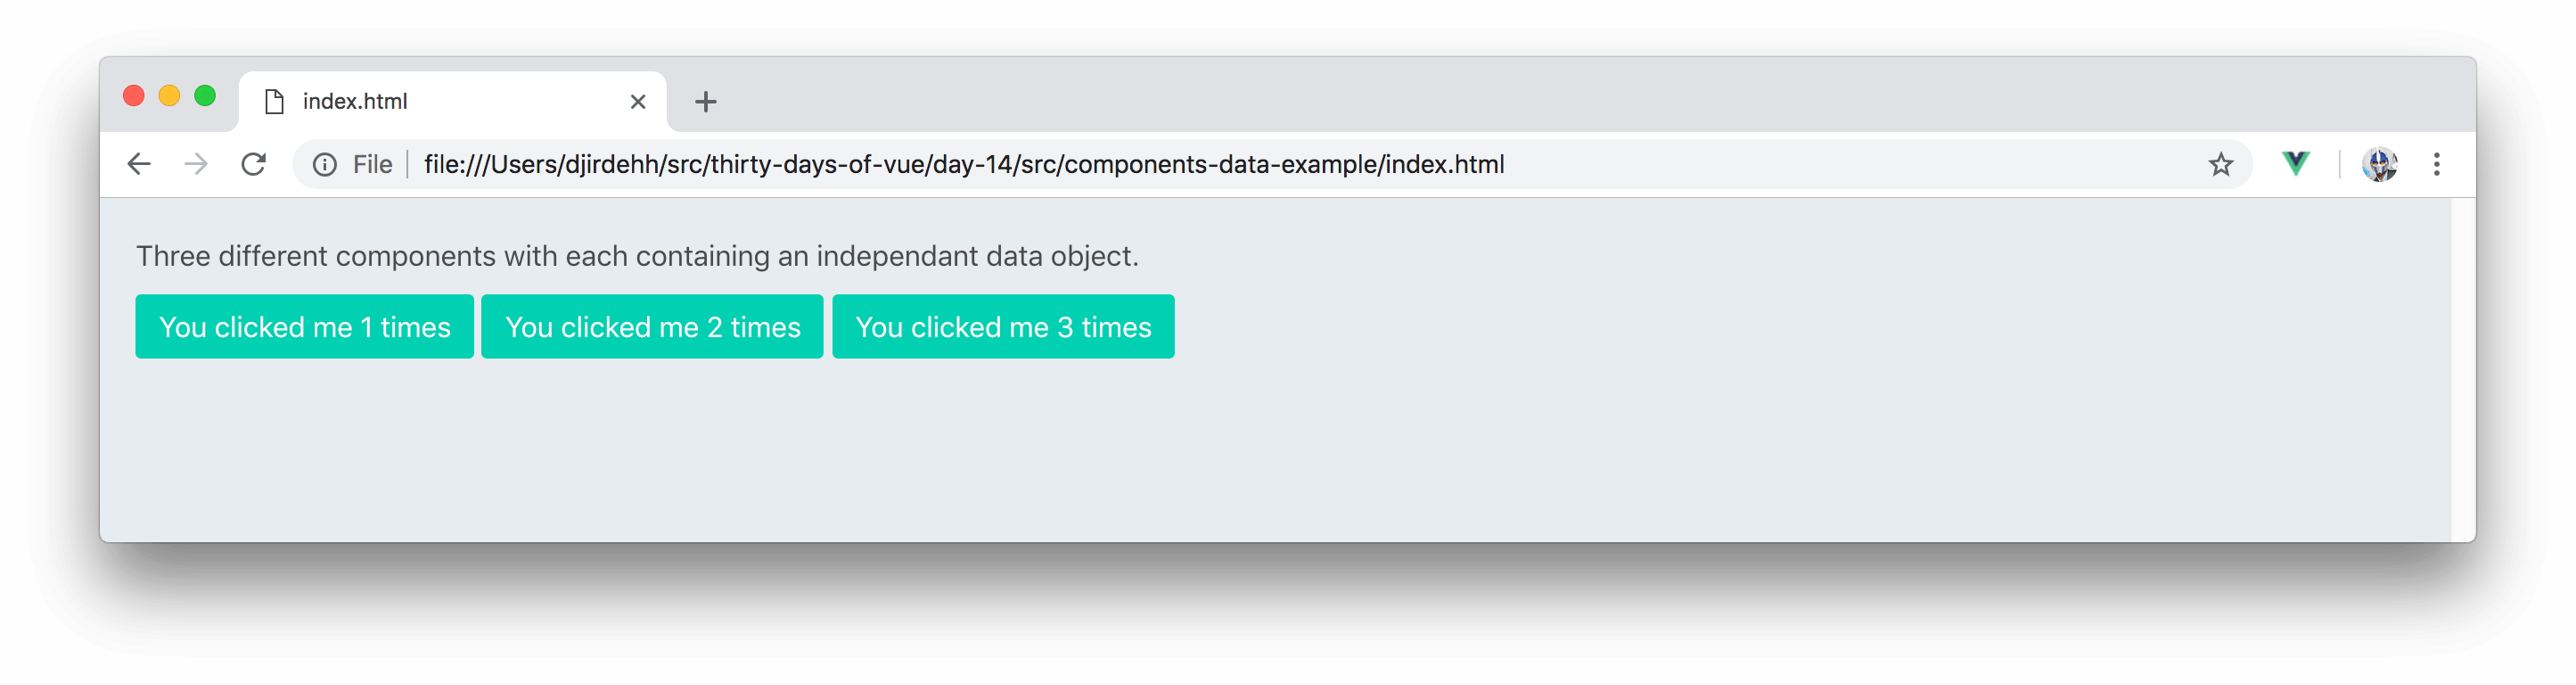 index.html
File file:///Users/djirdehh/src/thirty-days-of-vue/day-14/src/components-data-example/index.html
Three different components with each containing an independant data object.
You clicked me 1 times You clicked me 2 times You clicked me 3 times